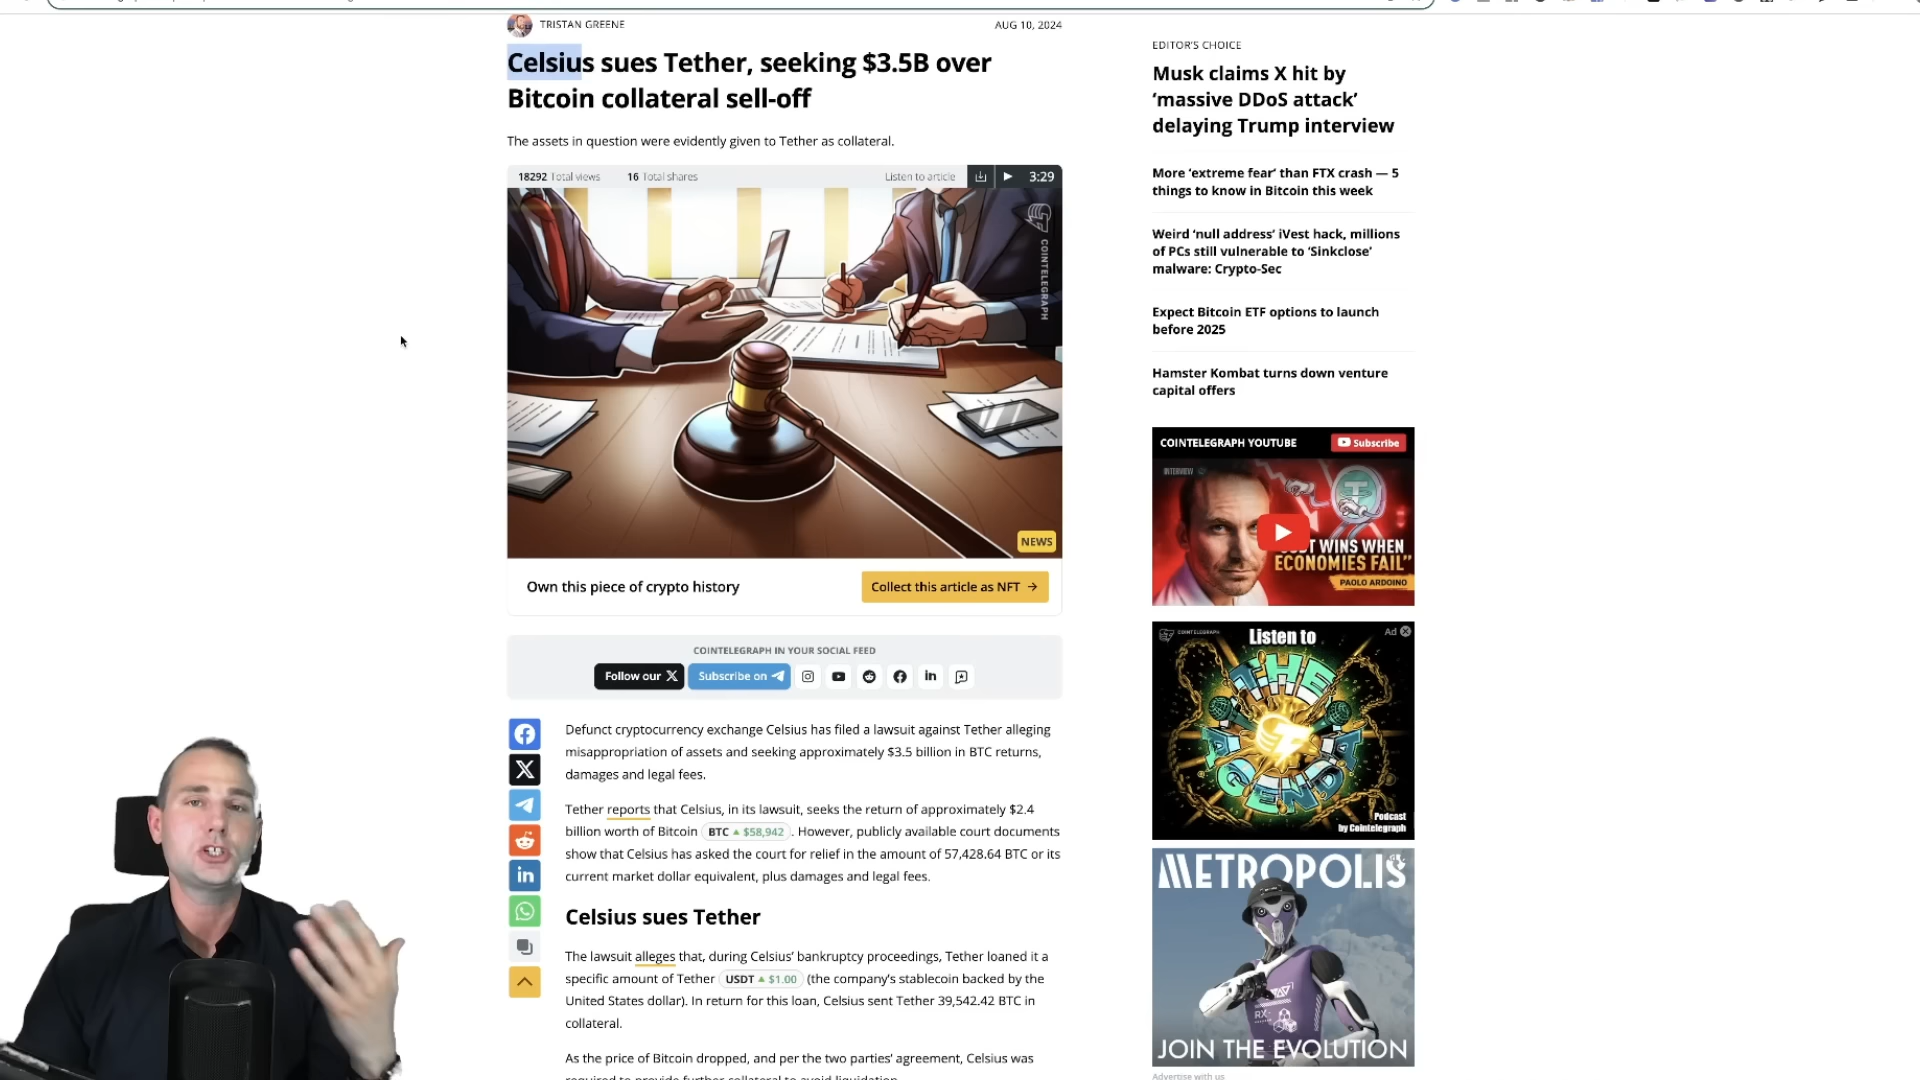 TRISTAN GREENE
AUG 10, 2024
Celsius sues Tether, seeking $3.5B over
Bitcoin collateral sell-off
The assets in question were evidently given to Tether as collateral.
18292 Total views
16 Total shares
Listen to article
3:29
COINTELEGRAPH
NEWS
Own this piece of crypto history
Collect this article as NFT →
COINTELEGRAPH IN YOUR SOCIAL FEED
Follow our X
Subscribe on
Defunct cryptocurrency exchange Celsius has filed a lawsuit against Tether alleging
misappropriation of assets and seeking approximately $3.5 billion in BTC returns,
damages and legal fees.
Tether reports that Celsius, in its lawsuit, seeks the return of approximately $2.4
billion worth of Bitcoin BTC ▲ $58,942 . However, publicly available court documents
show that Celsius has asked the court for relief in the amount of 57,428.64 BTC or its
current market dollar equivalent, plus damages and legal fees.
Celsius sues Tether
The lawsuit alleges that, during Celsius’ bankruptcy proceedings, Tether loaned it a
specific amount of Tether USDT ▲ $1.00 (the company’s stablecoin backed by the
United States dollar). In return for this loan, Celsius sent Tether 39,542.42 BTC in
collateral.
As the price of Bitcoin dropped, and per the two parties’ agreement, Celsius was
required to provide further collateral to avoid liquidation.
EDITOR’S CHOICE
Musk claims X hit by
‘massive DDoS attack’
delaying Trump interview
More ‘extreme fear’ than FTX crash — 5
things to know in Bitcoin this week
Weird ‘null address’ iVest hack, millions
of PCs still vulnerable to ‘Sinkclose’
malware: Crypto-Sec
Expect Bitcoin ETF options to launch
before 2025
Hamster Kombat turns down venture
capital offers
COINTELEGRAPH YOUTUBE
Subscribe
INTERVIEW
WINS WHEN
ECONOMIES FAIL”
PAOLO ARDOINO
COINTELEGRAPH
Ad
Listen to
THE
AGENDA
Podcast
by Cointelegraph
METROPOLIS
RX
JOIN THE EVOLUTION
Advertise with us